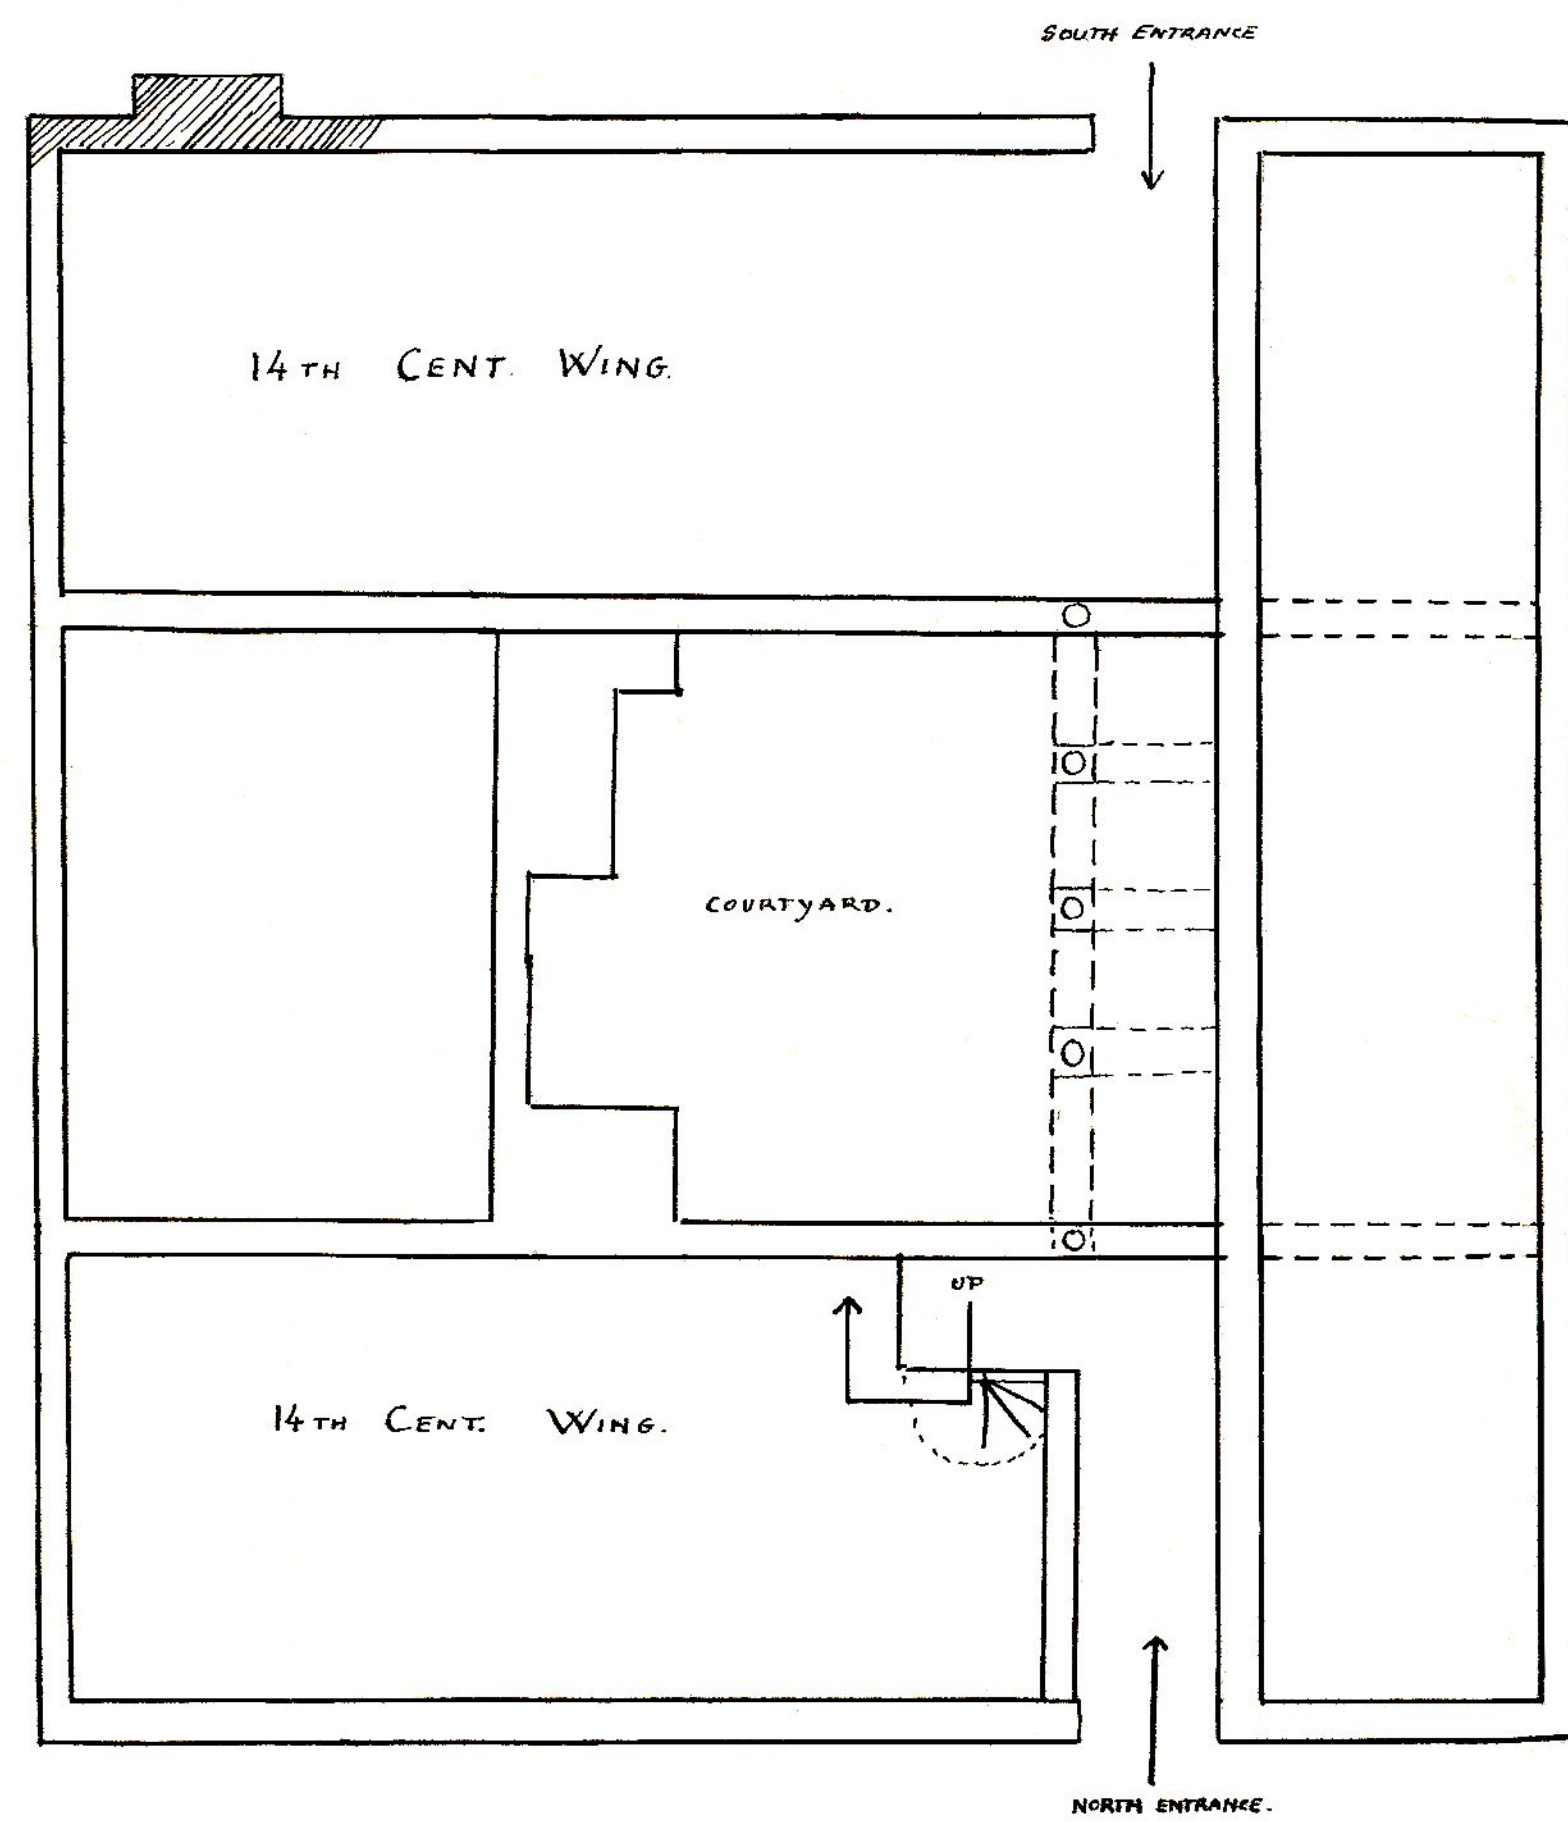 SOUTH ENTRANCE
14TH CENT. WING.
COURTYARD.
UP
14TH CENT. WING.
NORTH ENTRANCE.